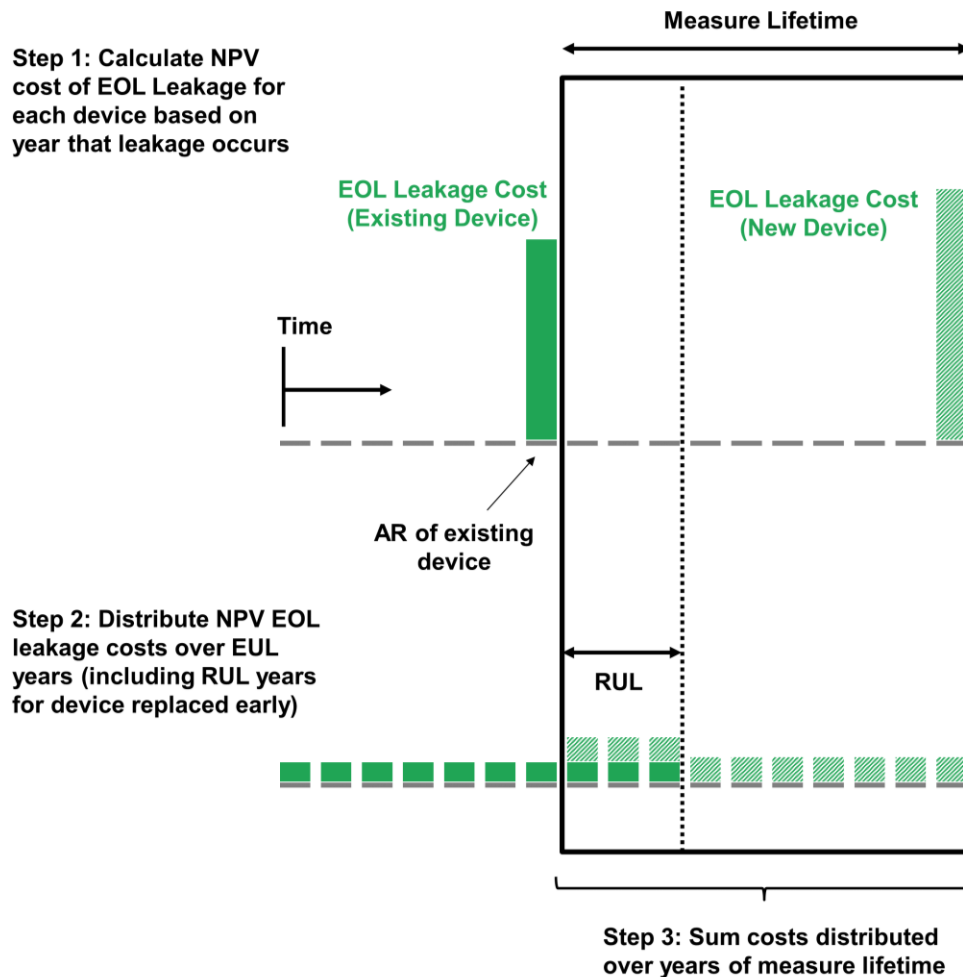 Measure Lifetime
Step 1: Calculate NPV
cost of EOL Leakage for
each device based on
year that leakage occurs
EOL Leakage Cost
(Existing Device)
EOL Leakage Cost
(New Device)
Time
AR of existing
device
Step 2: Distribute NPV EOL
leakage costs over EUL
years (including RUL years
for device replaced early)
RUL
Step 3: Sum costs distributed
over years of measure lifetime